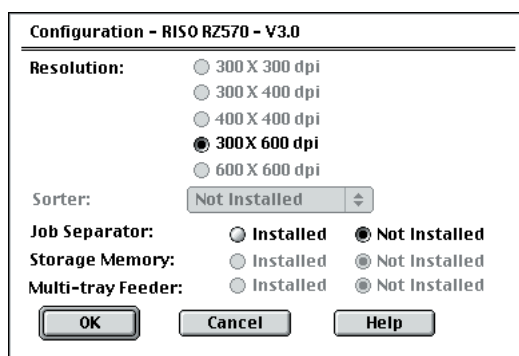 Configuration – RISO RZ570 – V3.0
Resolution: 300 X 300 dpi
300 X 400 dpi
400 X 400 dpi
300 X 600 dpi
600 X 600 dpi
Sorter: Not Installed
Job Separator: Installed Not Installed
Storage Memory: Installed Not Installed
Multi-tray Feeder: Installed Not Installed
OK Cancel Help